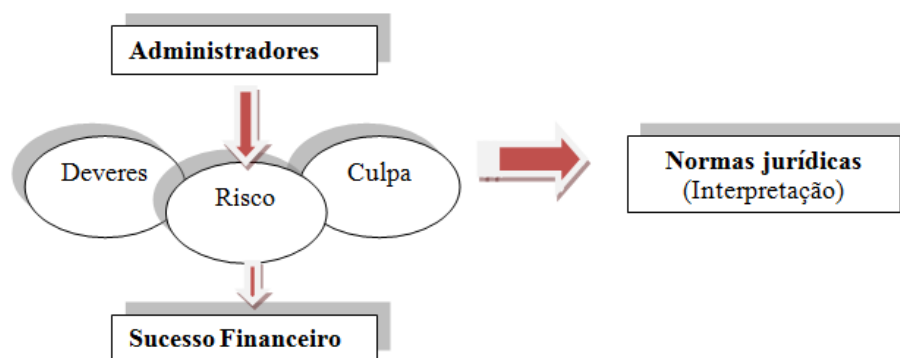 Administradores
Deveres
Risco
Culpa
Normas jurídicas
(Interpretação)
Sucesso Financeiro